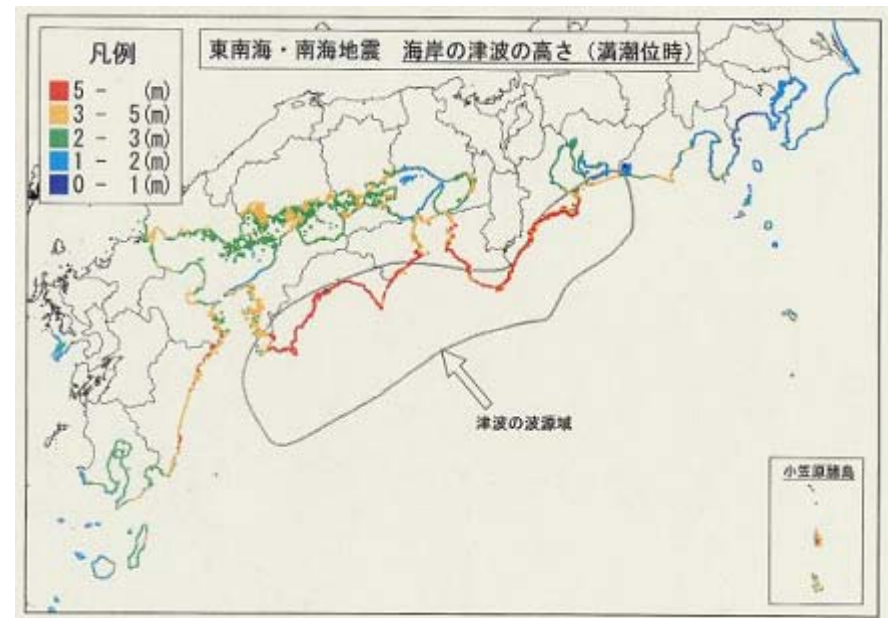 東南海・南海地震 海岸の津波の高さ（満潮位時）
凡例
5 - (m)
3 - 5(m)
2 - 3(m)
1 - 2(m)
0 - 1(m)
津波の波源域
小笠原諸島